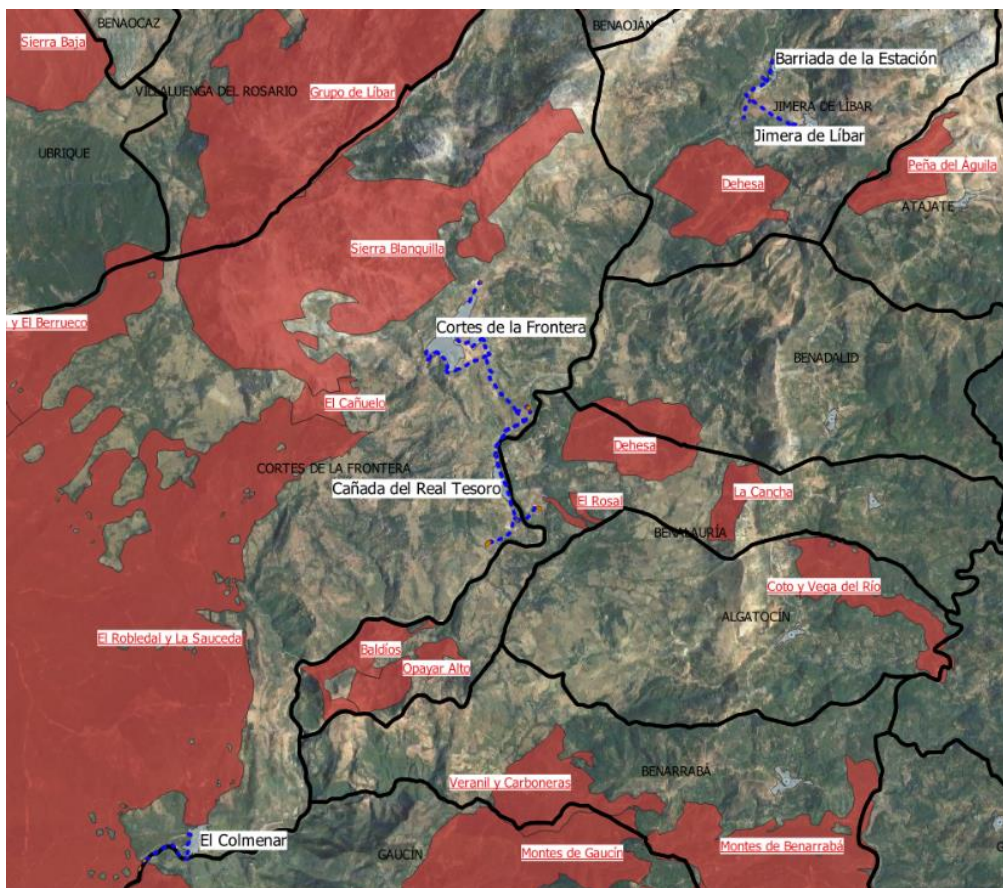 BENAOCAZ
Sierra Baja
BENAOJÁN
Barriada de la Estación
VILLALUENGA DEL ROSARIO
Grupo de Líbar
JIMERA DE LÍBAR
Jimera de Líbar
UBRIQUE
Peña del Águila
Dehesa
ATAJATE
Sierra Blanquilla
y El Berrueco
Cortes de la Frontera
BENADALID
El Cañuelo
Dehesa
CORTES DE LA FRONTERA
Cañada del Real Tesoro
La Cancha
El Rosal
BENALAURÍA
Coto y Vega del Río
ALGATOCÍN
El Robledal y La Sauceda
Baldíos
Opayar Alto
BENARRABÁ
Veranil y Carboneras
El Colmenar
GAUCÍN
Montes de Gaucín
Montes de Benarrabá